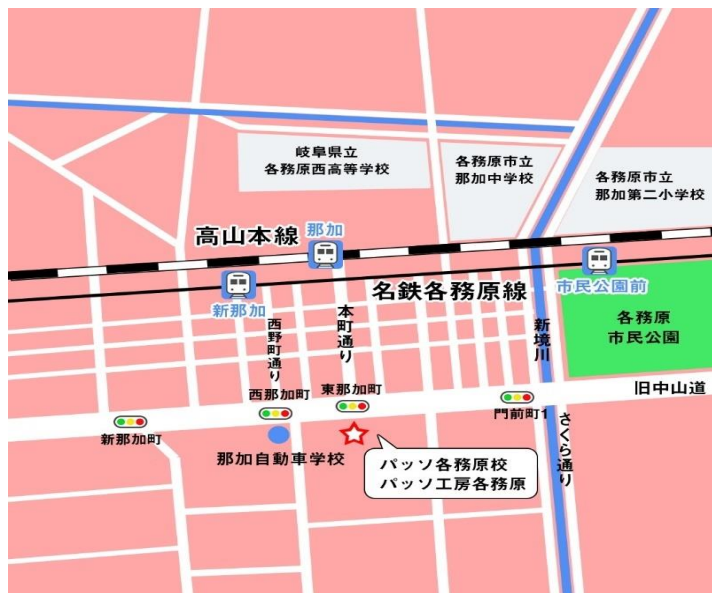 岐阜県立
各務原西高等学校
各務原市立
那加中学校
各務原市立
那加第二小学校
高山本線
那加
新那加
名鉄各務原線
市民公園前
各務原
市民公園
西野町通り
本町通り
新境川
西那加町
東那加町
門前町1
旧中山道
新那加町
那加自動車学校
さくら通り
パッソ各務原校
パッソ工房各務原